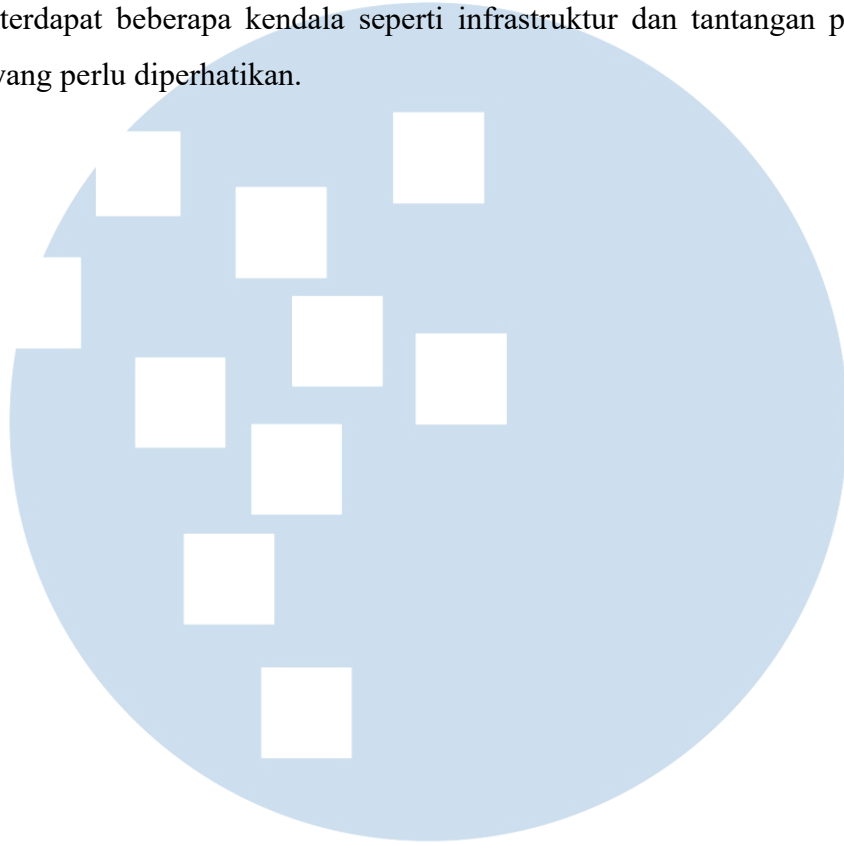 terdapat beberapa kendala seperti infrastruktur dan tantangan
yang perlu diperhatikan.